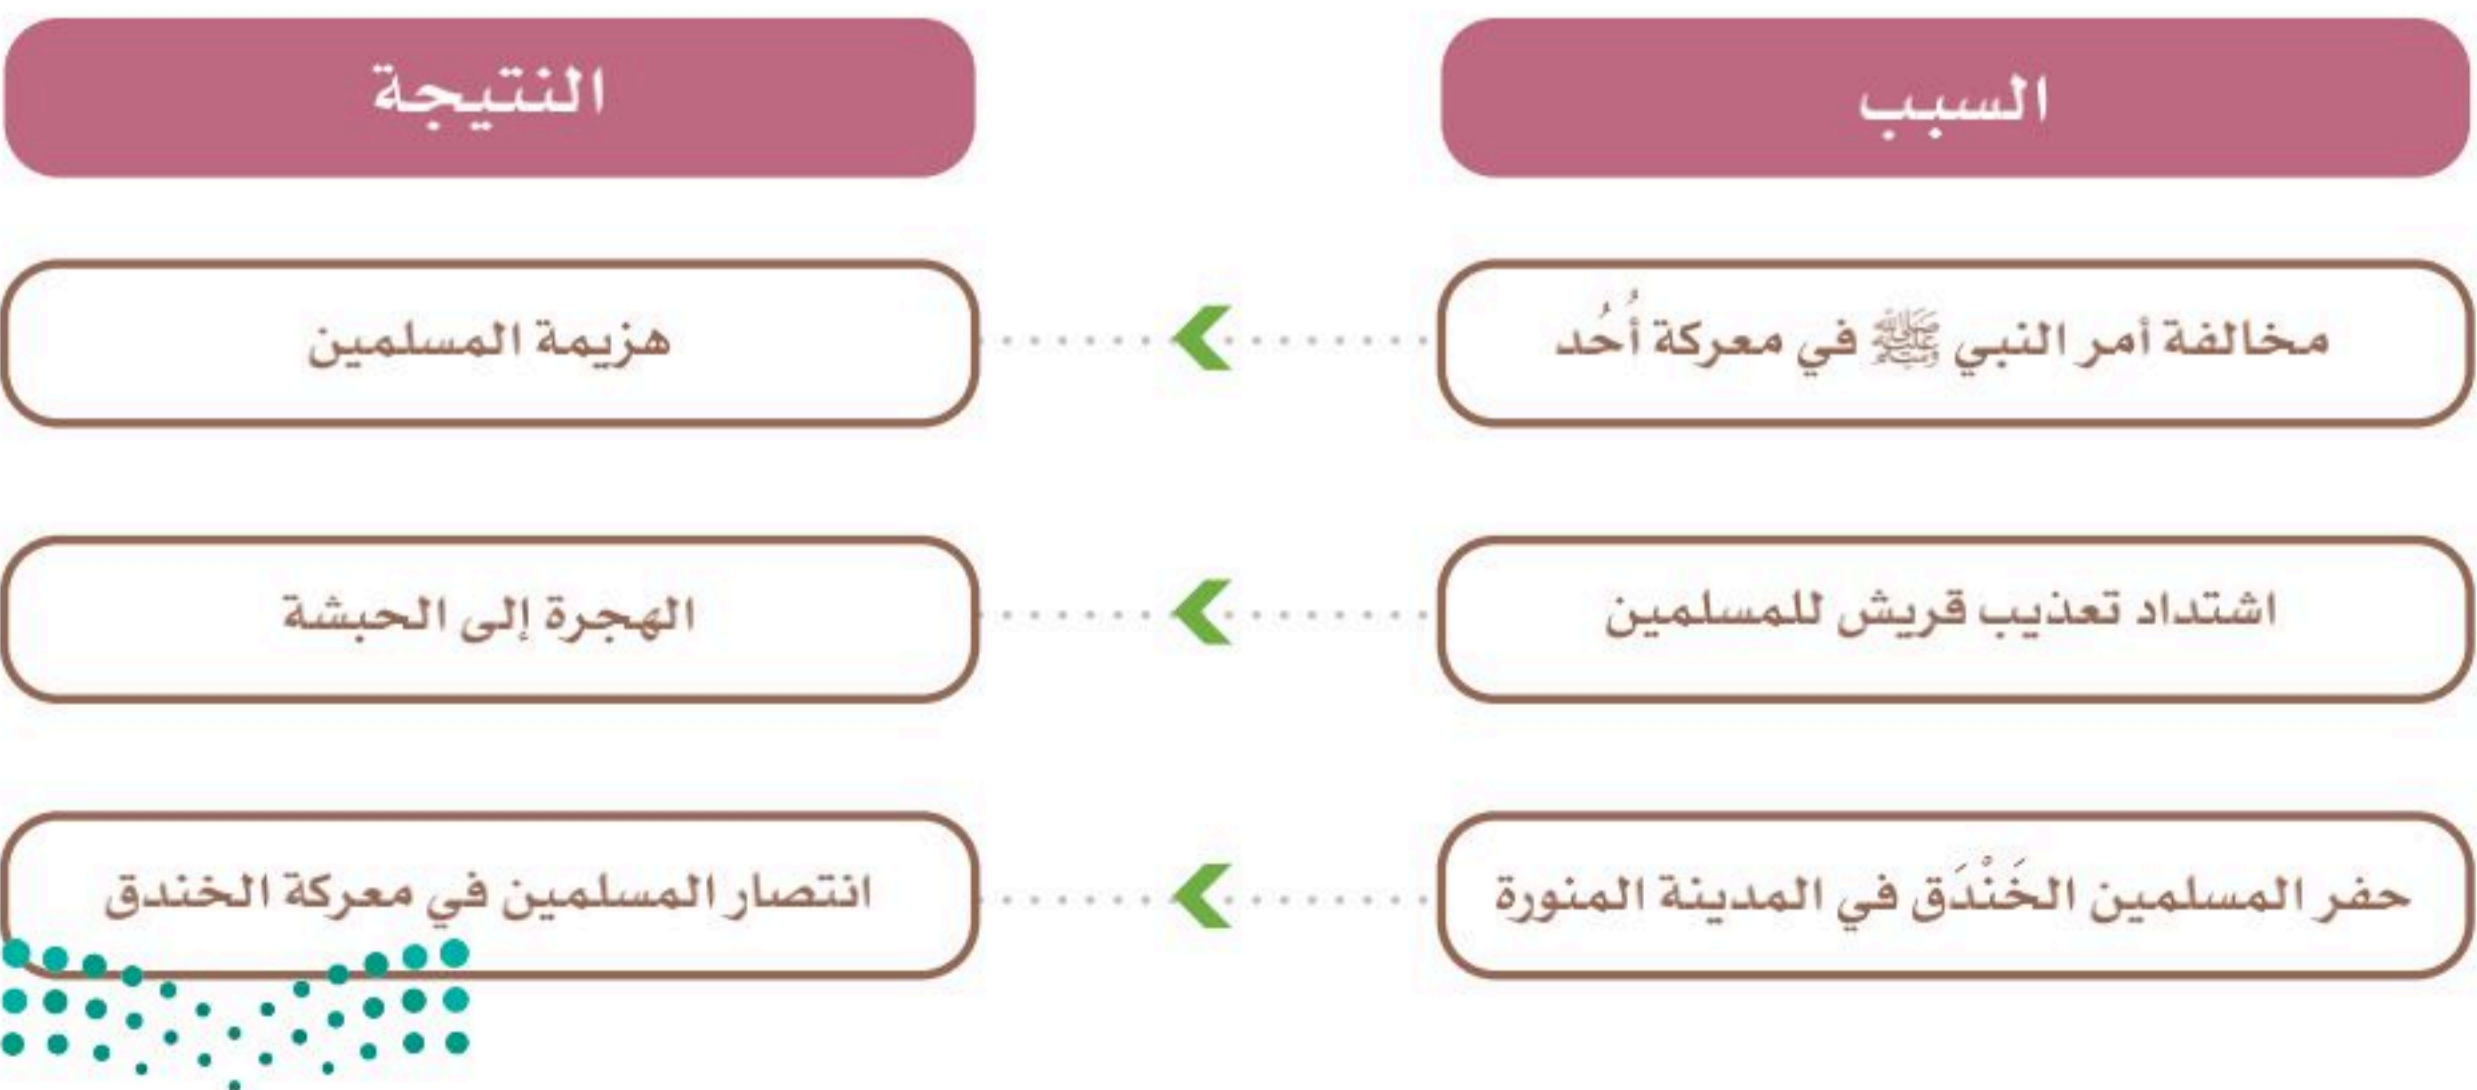 السبب
النتيجة
مخالفة أمر النبي ﷺ في معركة أُحُد
هزيمة المسلمين
اشتداد تعذيب قريش للمسلمين
الهجرة إلى الحبشة
حفر المسلمين الخَنْدَق في المدينة المنورة
انتصار المسلمين في معركة الخندق